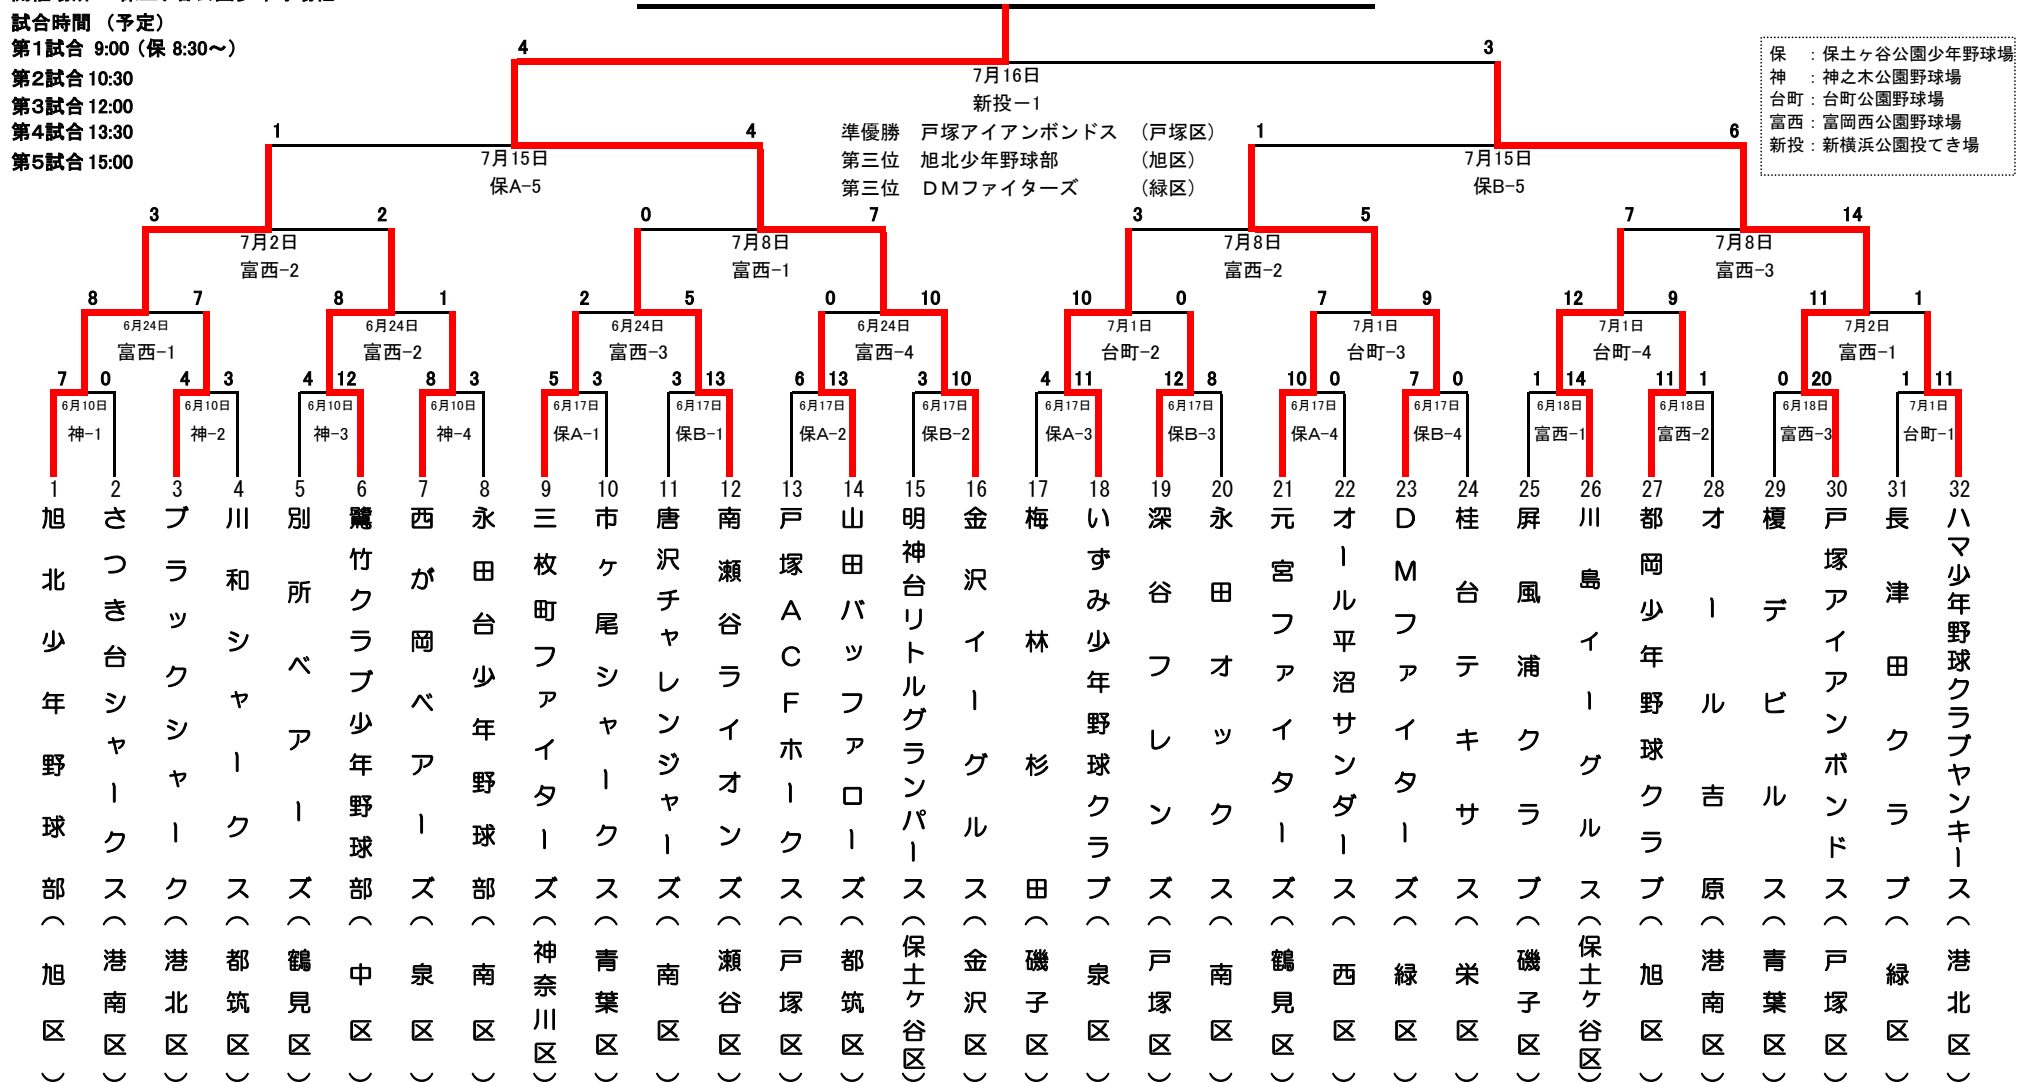 試合時間 （予定）
第1試合 9:00（保 8:30～）
第2試合 10:30
第3試合 12:00
第4試合 13:30
第5試合 15:00
保 ：保土ヶ谷公園少年野球場
神 ：神之木公園野球場
台町：台町公園野球場
富西：富岡西公園野球場
新投：新横浜公園投てき場
4 3
7月16日
新投－1
準優勝 戸塚アイアンボンドス （戸塚区）
第三位 旭北少年野球部 （旭区）
第三位 ＤＭファイターズ （緑区）
1 4 1 6
7月15日 7月15日
保A-5 保B-5
3 2 0 7 3 5 7 14
7月2日 7月8日 7月8日 7月8日
富西-2 富西-1 富西-2 富西-3
8 7 8 1 2 5 0 10 10 0 7 9 12 9 11 1
6月24日 6月24日 6月24日 6月24日 7月1日 7月1日 7月1日 7月2日
富西-1 富西-2 富西-3 富西-4 台町-2 台町-3 台町-4 富西-1
7 0 4 3 4 12 8 3 5 3 3 13 6 13 3 10 4 11 12 8 10 0 7 0 1 14 11 1 0 20 1 11
6月10日 6月10日 6月10日 6月10日 6月17日 6月17日 6月17日 6月17日 6月17日 6月17日 6月17日 6月17日 6月18日 6月18日 6月18日 7月1日
神-1 神-2 神-3 神-4 保A-1 保B-1 保A-2 保B-2 保A-3 保B-3 保A-4 保B-4 富西-1 富西-2 富西-3 台町-1
1 旭北少年野球部（旭区）
2 さつき台シャークス（港南区）
3 ブラックシャーク（港北区）
4 川和シャークス（都筑区）
5 別所ベアーズ（鶴見区）
6 鷺竹クラブ少年野球部（中区）
7 西が岡ベアーズ（泉区）
8 永田台少年野球部（南区）
9 三枚町ファイターズ（神奈川区）
10 市ヶ尾シャークス（青葉区）
11 唐沢チャレンジャーズ（南区）
12 南瀬谷ライオンズ（瀬谷区）
13 戸塚ＡＣＦホークス（戸塚区）
14 山田バッファローズ（都筑区）
15 明神台リトルグランパース（保土ヶ谷区）
16 金沢イーグルス（金沢区）
17 梅林杉田（磯子区）
18 いずみ少年野球クラブ（泉区）
19 深谷フレンズ（戸塚区）
20 永田オックス（南区）
21 元宮ファイターズ（鶴見区）
22 オール平沼サンダース（西区）
23 ＤＭファイターズ（緑区）
24 桂台テキサス（栄区）
25 屏風浦クラブ（磯子区）
26 川島イーグルス（保土ヶ谷区）
27 都岡少年野球クラブ（旭区）
28 オール吉原（港南区）
29 榎デビルス（青葉区）
30 戸塚アイアンボンドス（戸塚区）
31 長津田クラブ（緑区）
32 ハマ少年野球クラブヤンキース（港北区）